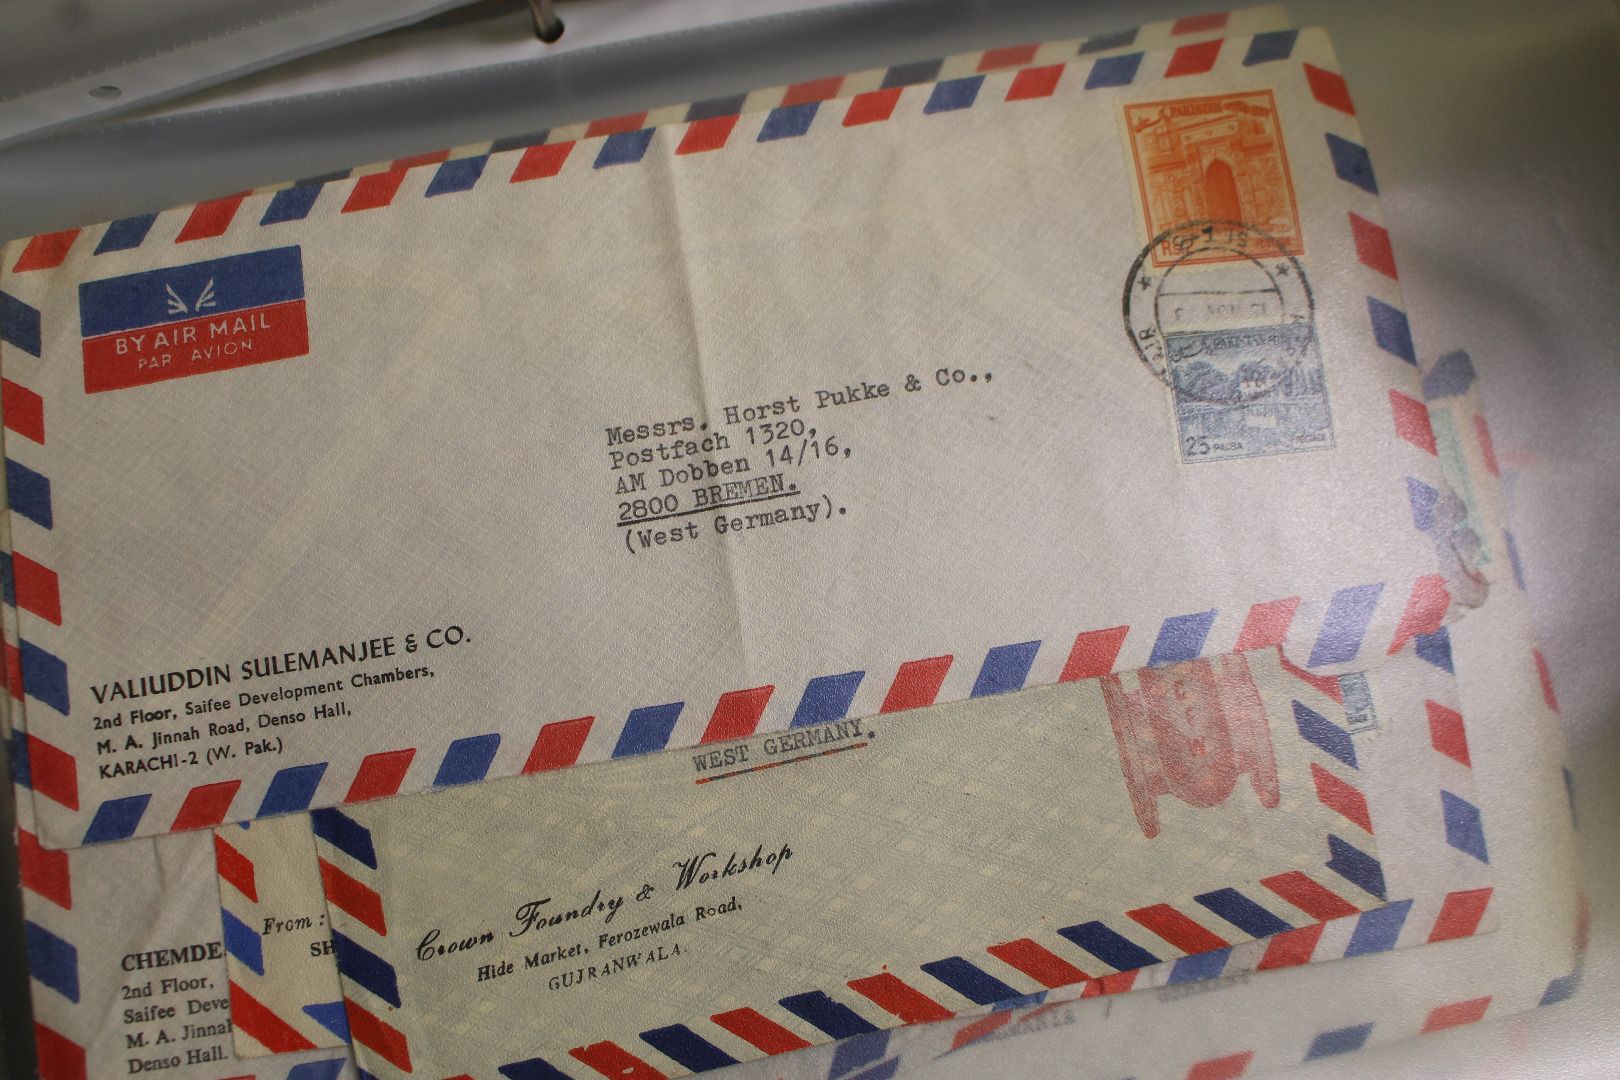 BY AIR MAIL
PAR AVION
PAKISTAN
25 PAISA
POSTAGE
Messrs. Horst Pukke & Co.,
Postfach 1320,
AM Dobben 14/16,
2800 BREMEN.
(West Germany).
VALIUDDIN SULEMANJEE & CO.
2nd Floor, Saifee Development Chambers,
M. A. Jinnah Road, Denso Hall,
KARACHI-2 (W. Pak.)
WEST GERMANY.
Crown Foundry & Workshop
Hide Market, Ferozewala Road,
GUJRANWALA.
From :
SH
CHEMDE
2nd Floor,
Saifee Deve
M. A. Jinnah
Denso Hall.